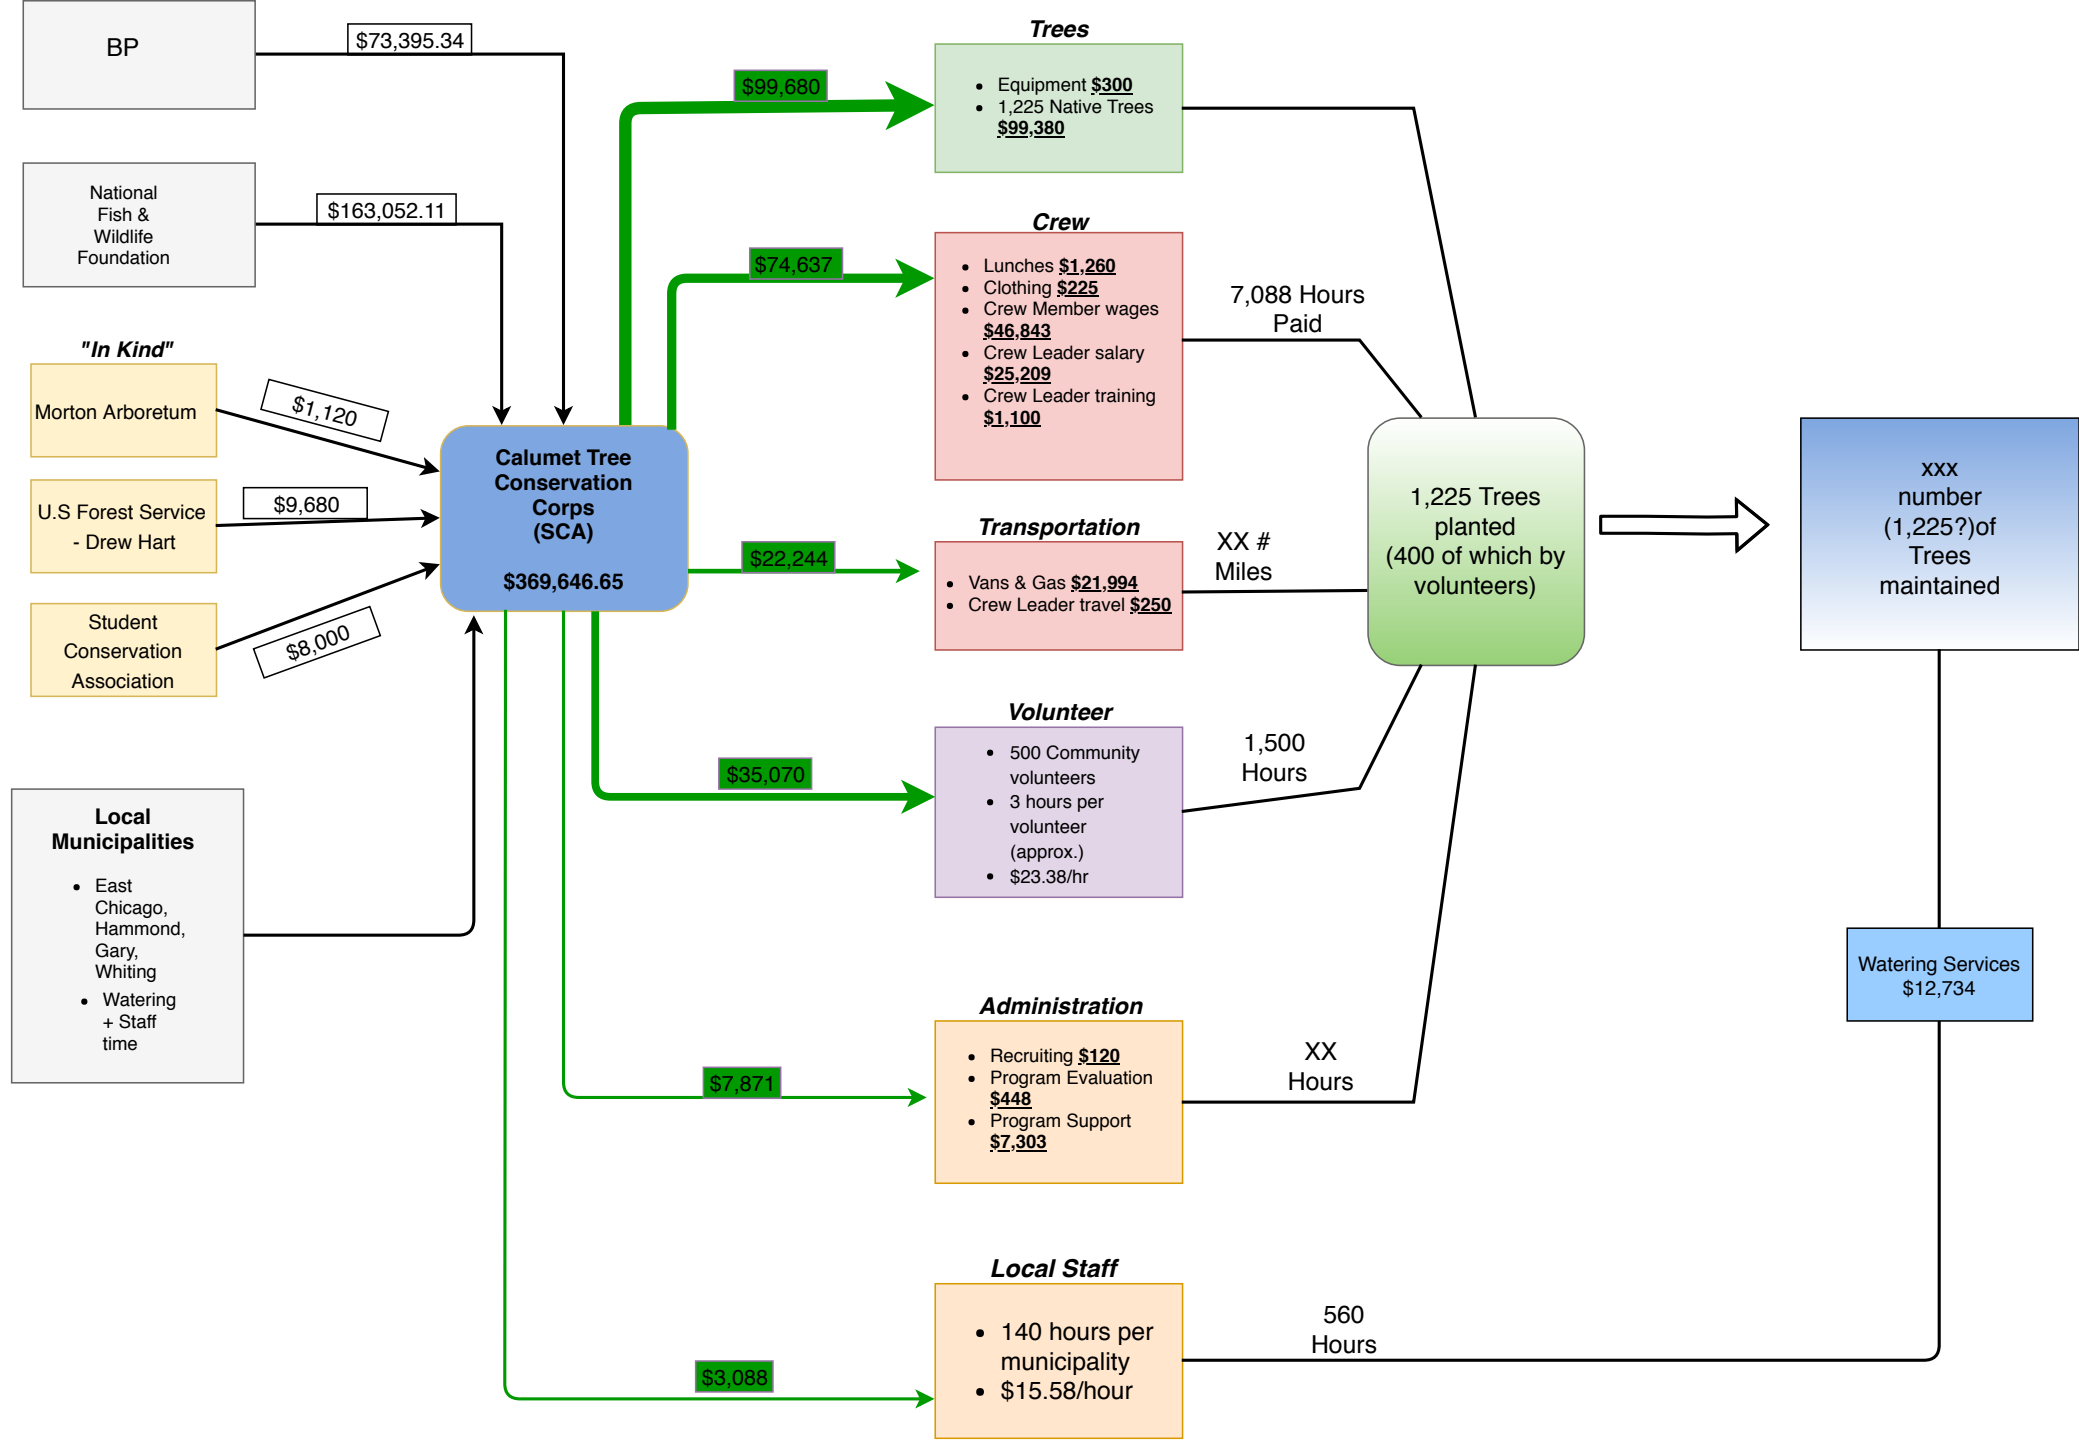 BP
$73,395.34
National
Fish &
Wildlife
Foundation
$163,052.11
"In Kind"
Morton Arboretum
$1,120
U.S Forest Service
- Drew Hart
$9,680
Student
Conservation
Association
$8,000
Local
Municipalities
• East
Chicago,
Hammond,
Gary,
Whiting
• Watering
+ Staff
time
Calumet Tree
Conservation
Corps
(SCA)
$369,646.65
$99,680
$74,637
$22,244
$35,070
$7,871
$3,088
Trees
• Equipment $300
• 1,225 Native Trees
$99,380
Crew
• Lunches $1,260
• Clothing $225
• Crew Member wages
$46,843
• Crew Leader salary
$25,209
• Crew Leader training
$1,100
Transportation
• Vans & Gas $21,994
• Crew Leader travel $250
Volunteer
• 500 Community
volunteers
• 3 hours per
volunteer
(approx.)
• $23.38/hr
Administration
• Recruiting $120
• Program Evaluation
$448
• Program Support
$7,303
Local Staff
• 140 hours per
municipality
• $15.58/hour
7,088 Hours
Paid
XX #
Miles
1,500
Hours
XX
Hours
560
Hours
1,225 Trees
planted
(400 of which by
volunteers)
xxx
number
(1,225?)of
Trees
maintained
Watering Services
$12,734